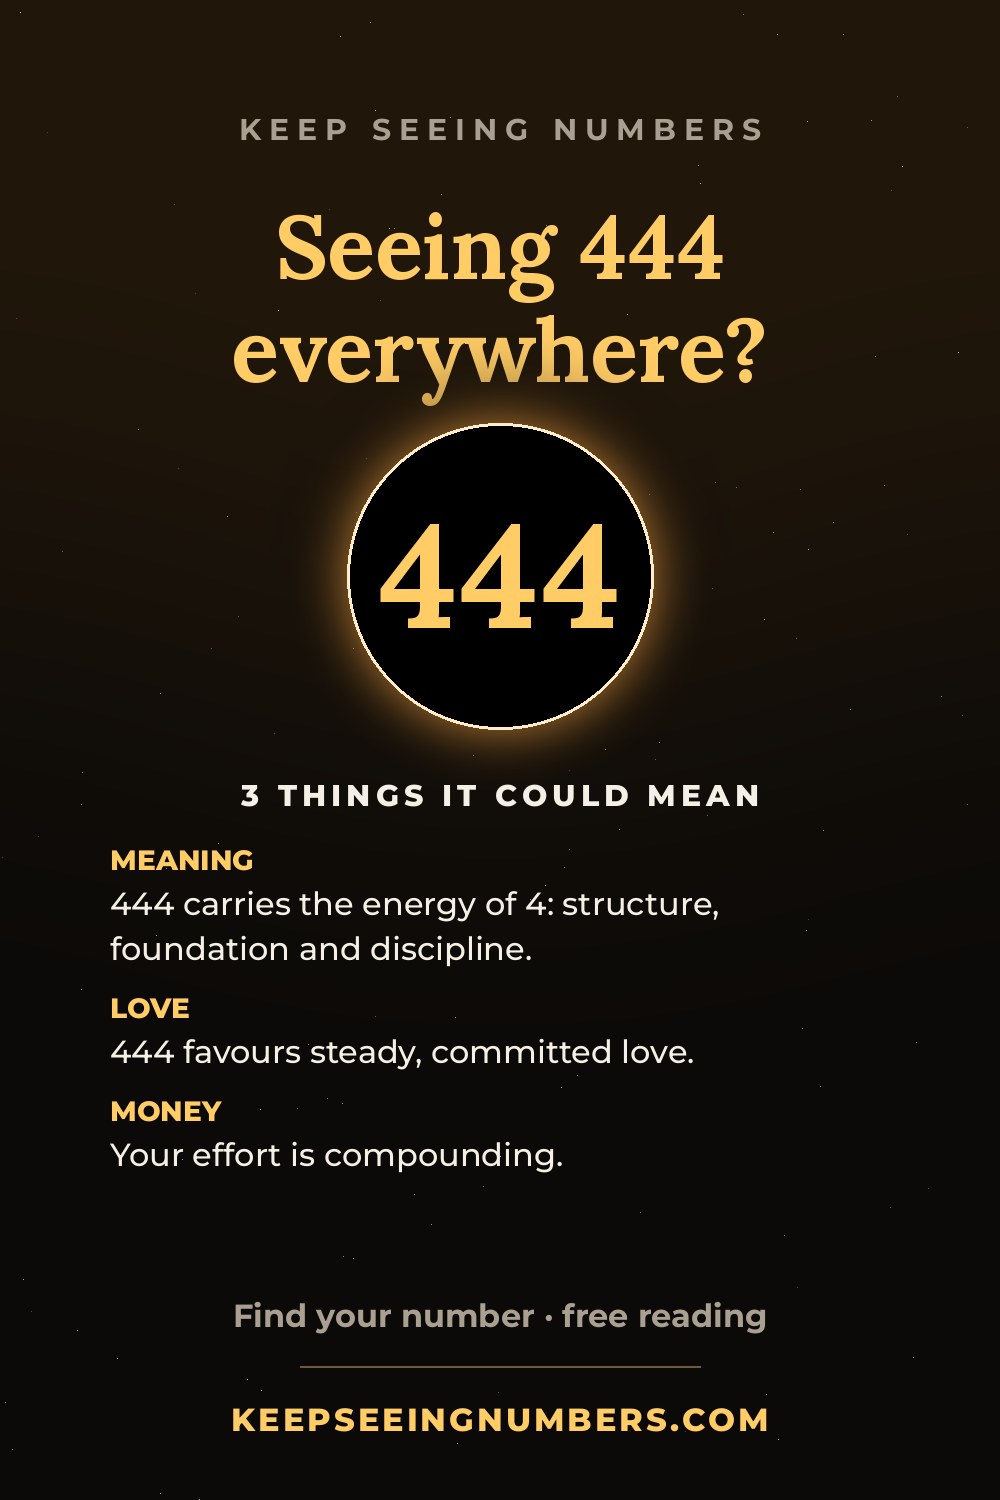 KEEP SEEING NUMBERS
Seeing 444
everywhere?
444
3 THINGS IT COULD MEAN
MEANING
444 carries the energy of 4: structure,
foundation and discipline.
LOVE
444 favours steady, committed love.
MONEY
Your effort is compounding.
Find your number · free reading
KEEPSEEINGNUMBERS.COM